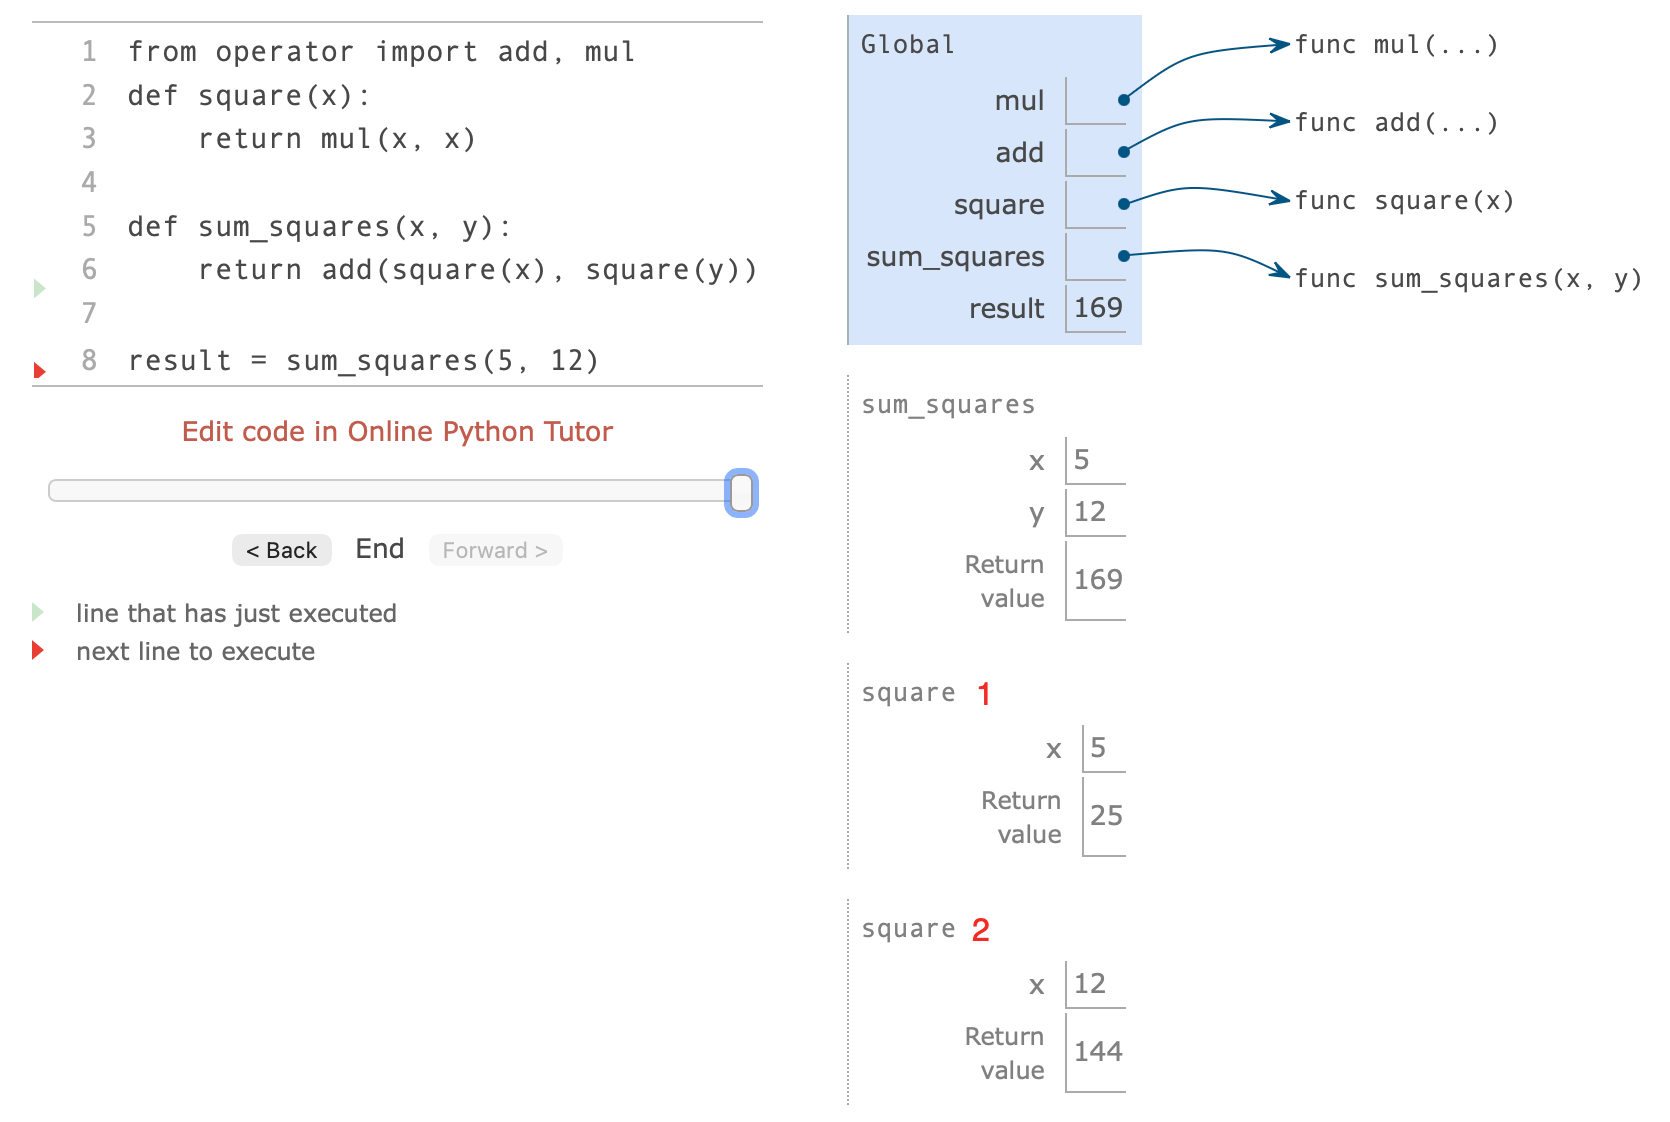 1 from operator import add, mul
2 def square(x):
3     return mul(x, x)
4
5 def sum_squares(x, y):
6     return add(square(x), square(y))
7
8 result = sum_squares(5, 12)
Edit code in Online Python Tutor
< Back End Forward >
line that has just executed
next line to execute
Global
mul func mul(...)
add func add(...)
square func square(x)
sum_squares func sum_squares(x, y)
result 169
sum_squares
x 5
y 12
Return
value 169
square 1
x 5
Return
value 25
square 2
x 12
Return
value 144